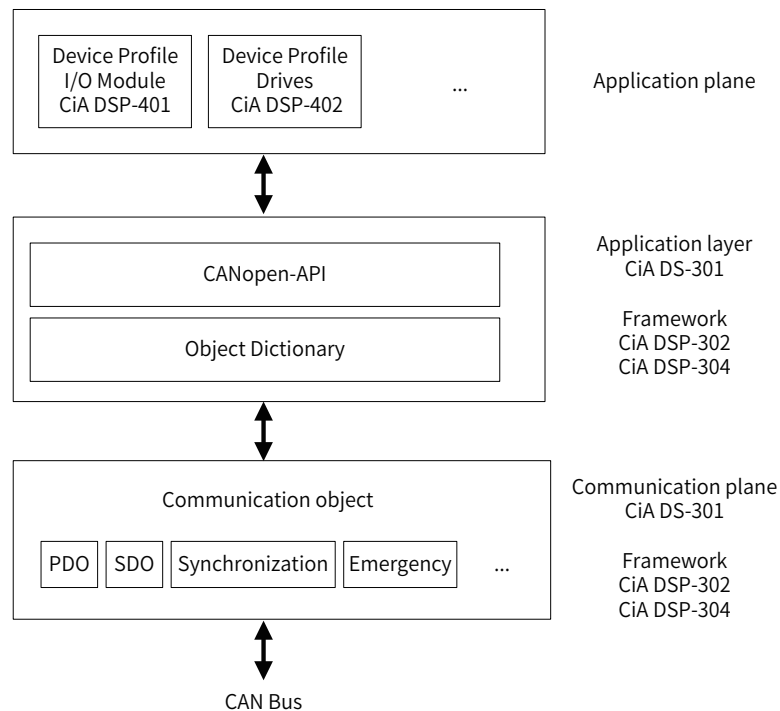 Device Profile
I/O Module
CiA DSP-401
Device Profile
Drives
CiA DSP-402
...
Application plane
CANopen-API
Object Dictionary
Application layer
CiA DS-301
Framework
CiA DSP-302
CiA DSP-304
Communication object
PDO
SDO
Synchronization
Emergency
...
Communication plane
CiA DS-301
Framework
CiA DSP-302
CiA DSP-304
CAN Bus